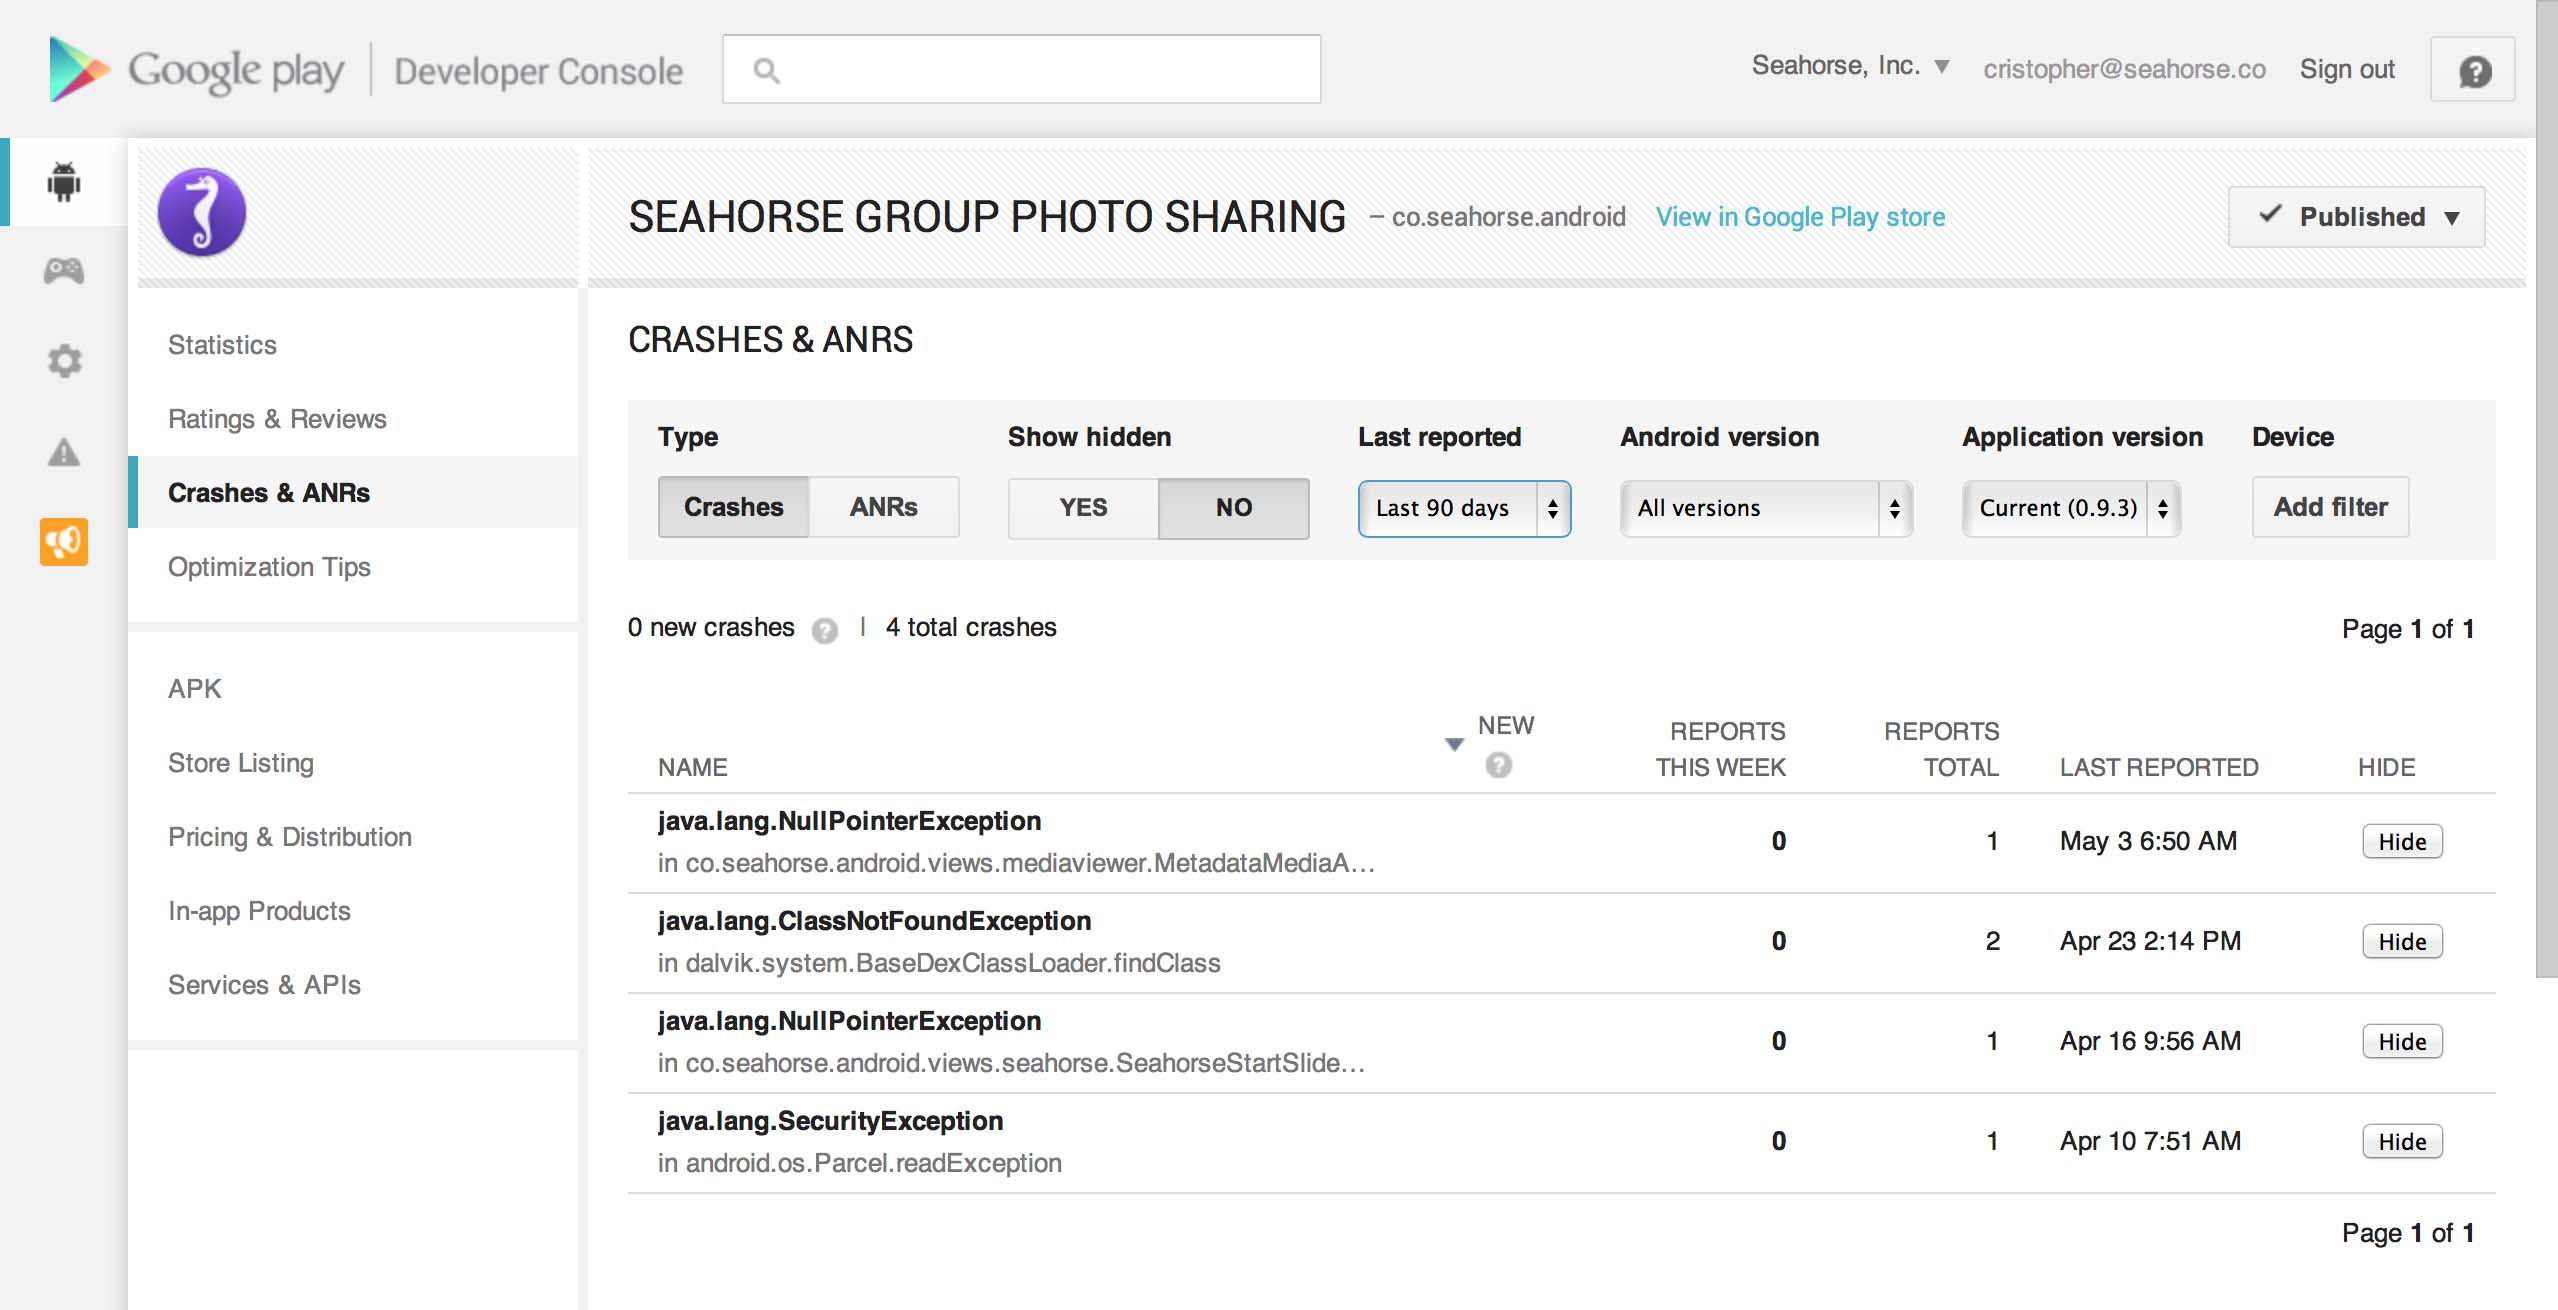 Google play | Developer Console
Seahorse, Inc. ▼ cristopher@seahorse.co Sign out
SEAHORSE GROUP PHOTO SHARING – co.seahorse.android View in Google Play store
✓ Published ▼
Statistics
Ratings & Reviews
Crashes & ANRs
Optimization Tips
APK
Store Listing
Pricing & Distribution
In-app Products
Services & APIs
CRASHES & ANRS
Type Show hidden Last reported Android version Application version Device
Crashes ANRs YES NO Last 90 days All versions Current (0.9.3) Add filter
0 new crashes ? | 4 total crashes
Page 1 of 1
NAME NEW ? REPORTS THIS WEEK REPORTS TOTAL LAST REPORTED HIDE
java.lang.NullPointerException
in co.seahorse.android.views.mediaviewer.MetadataMediaA…
0 1 May 3 6:50 AM Hide
java.lang.ClassNotFoundException
in dalvik.system.BaseDexClassLoader.findClass
0 2 Apr 23 2:14 PM Hide
java.lang.NullPointerException
in co.seahorse.android.views.seahorse.SeahorseStartSlide…
0 1 Apr 16 9:56 AM Hide
java.lang.SecurityException
in android.os.Parcel.readException
0 1 Apr 10 7:51 AM Hide
Page 1 of 1